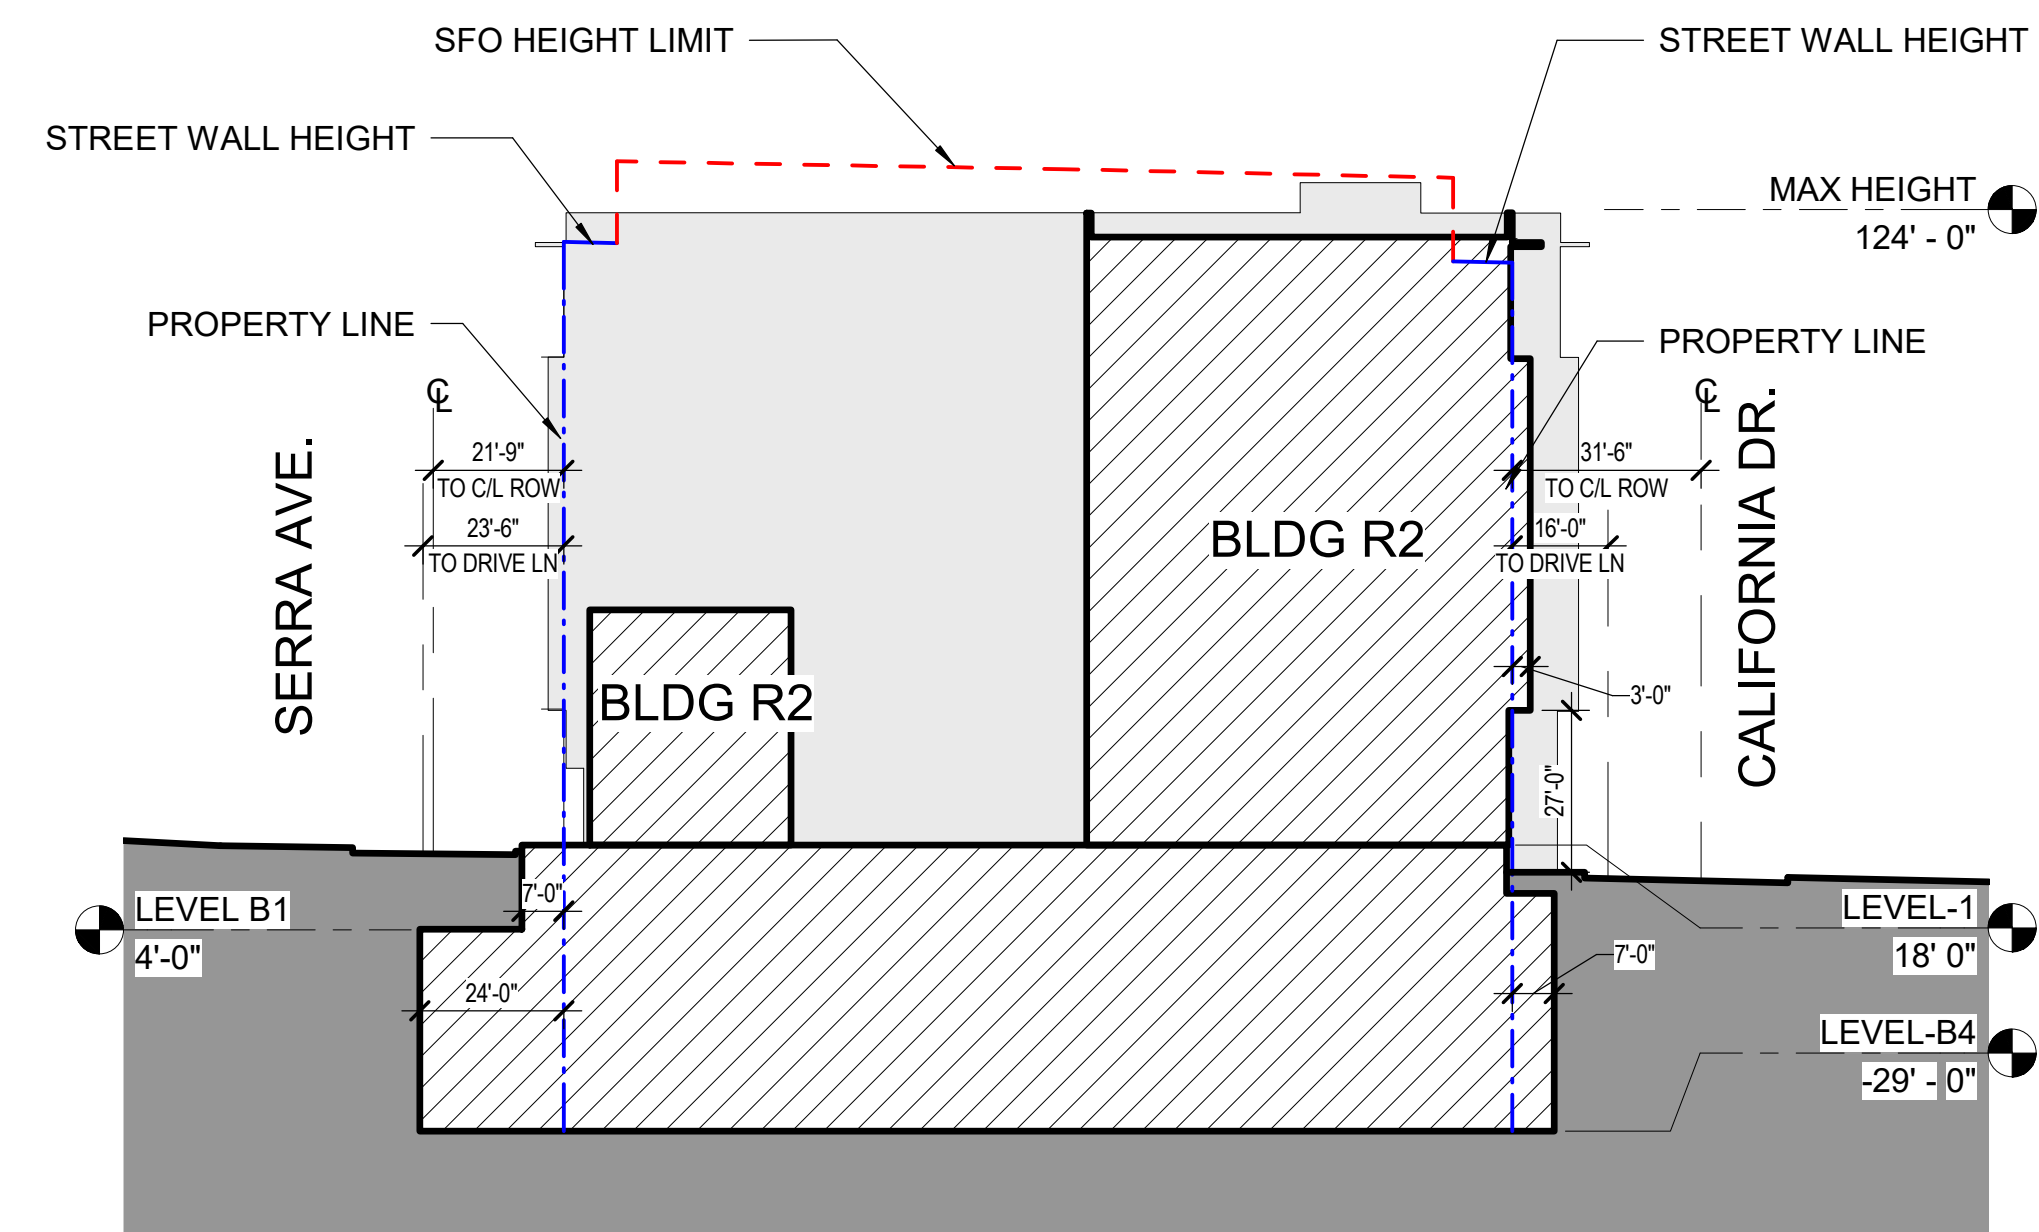 SFO HEIGHT LIMIT
STREET WALL HEIGHT
STREET WALL HEIGHT
MAX HEIGHT
124' - 0"
PROPERTY LINE
PROPERTY LINE
℄
℄
SERRA AVE.
CALIFORNIA DR.
21'-9"
TO C/L ROW
23'-6"
TO DRIVE LN
31'-6"
TO C/L ROW
16'-0"
TO DRIVE LN
BLDG R2
BLDG R2
3'-0"
27'-0"
7'-0"
LEVEL B1
4'-0"
LEVEL-1
18' 0"
7'-0"
24'-0"
LEVEL-B4
-29' - 0"